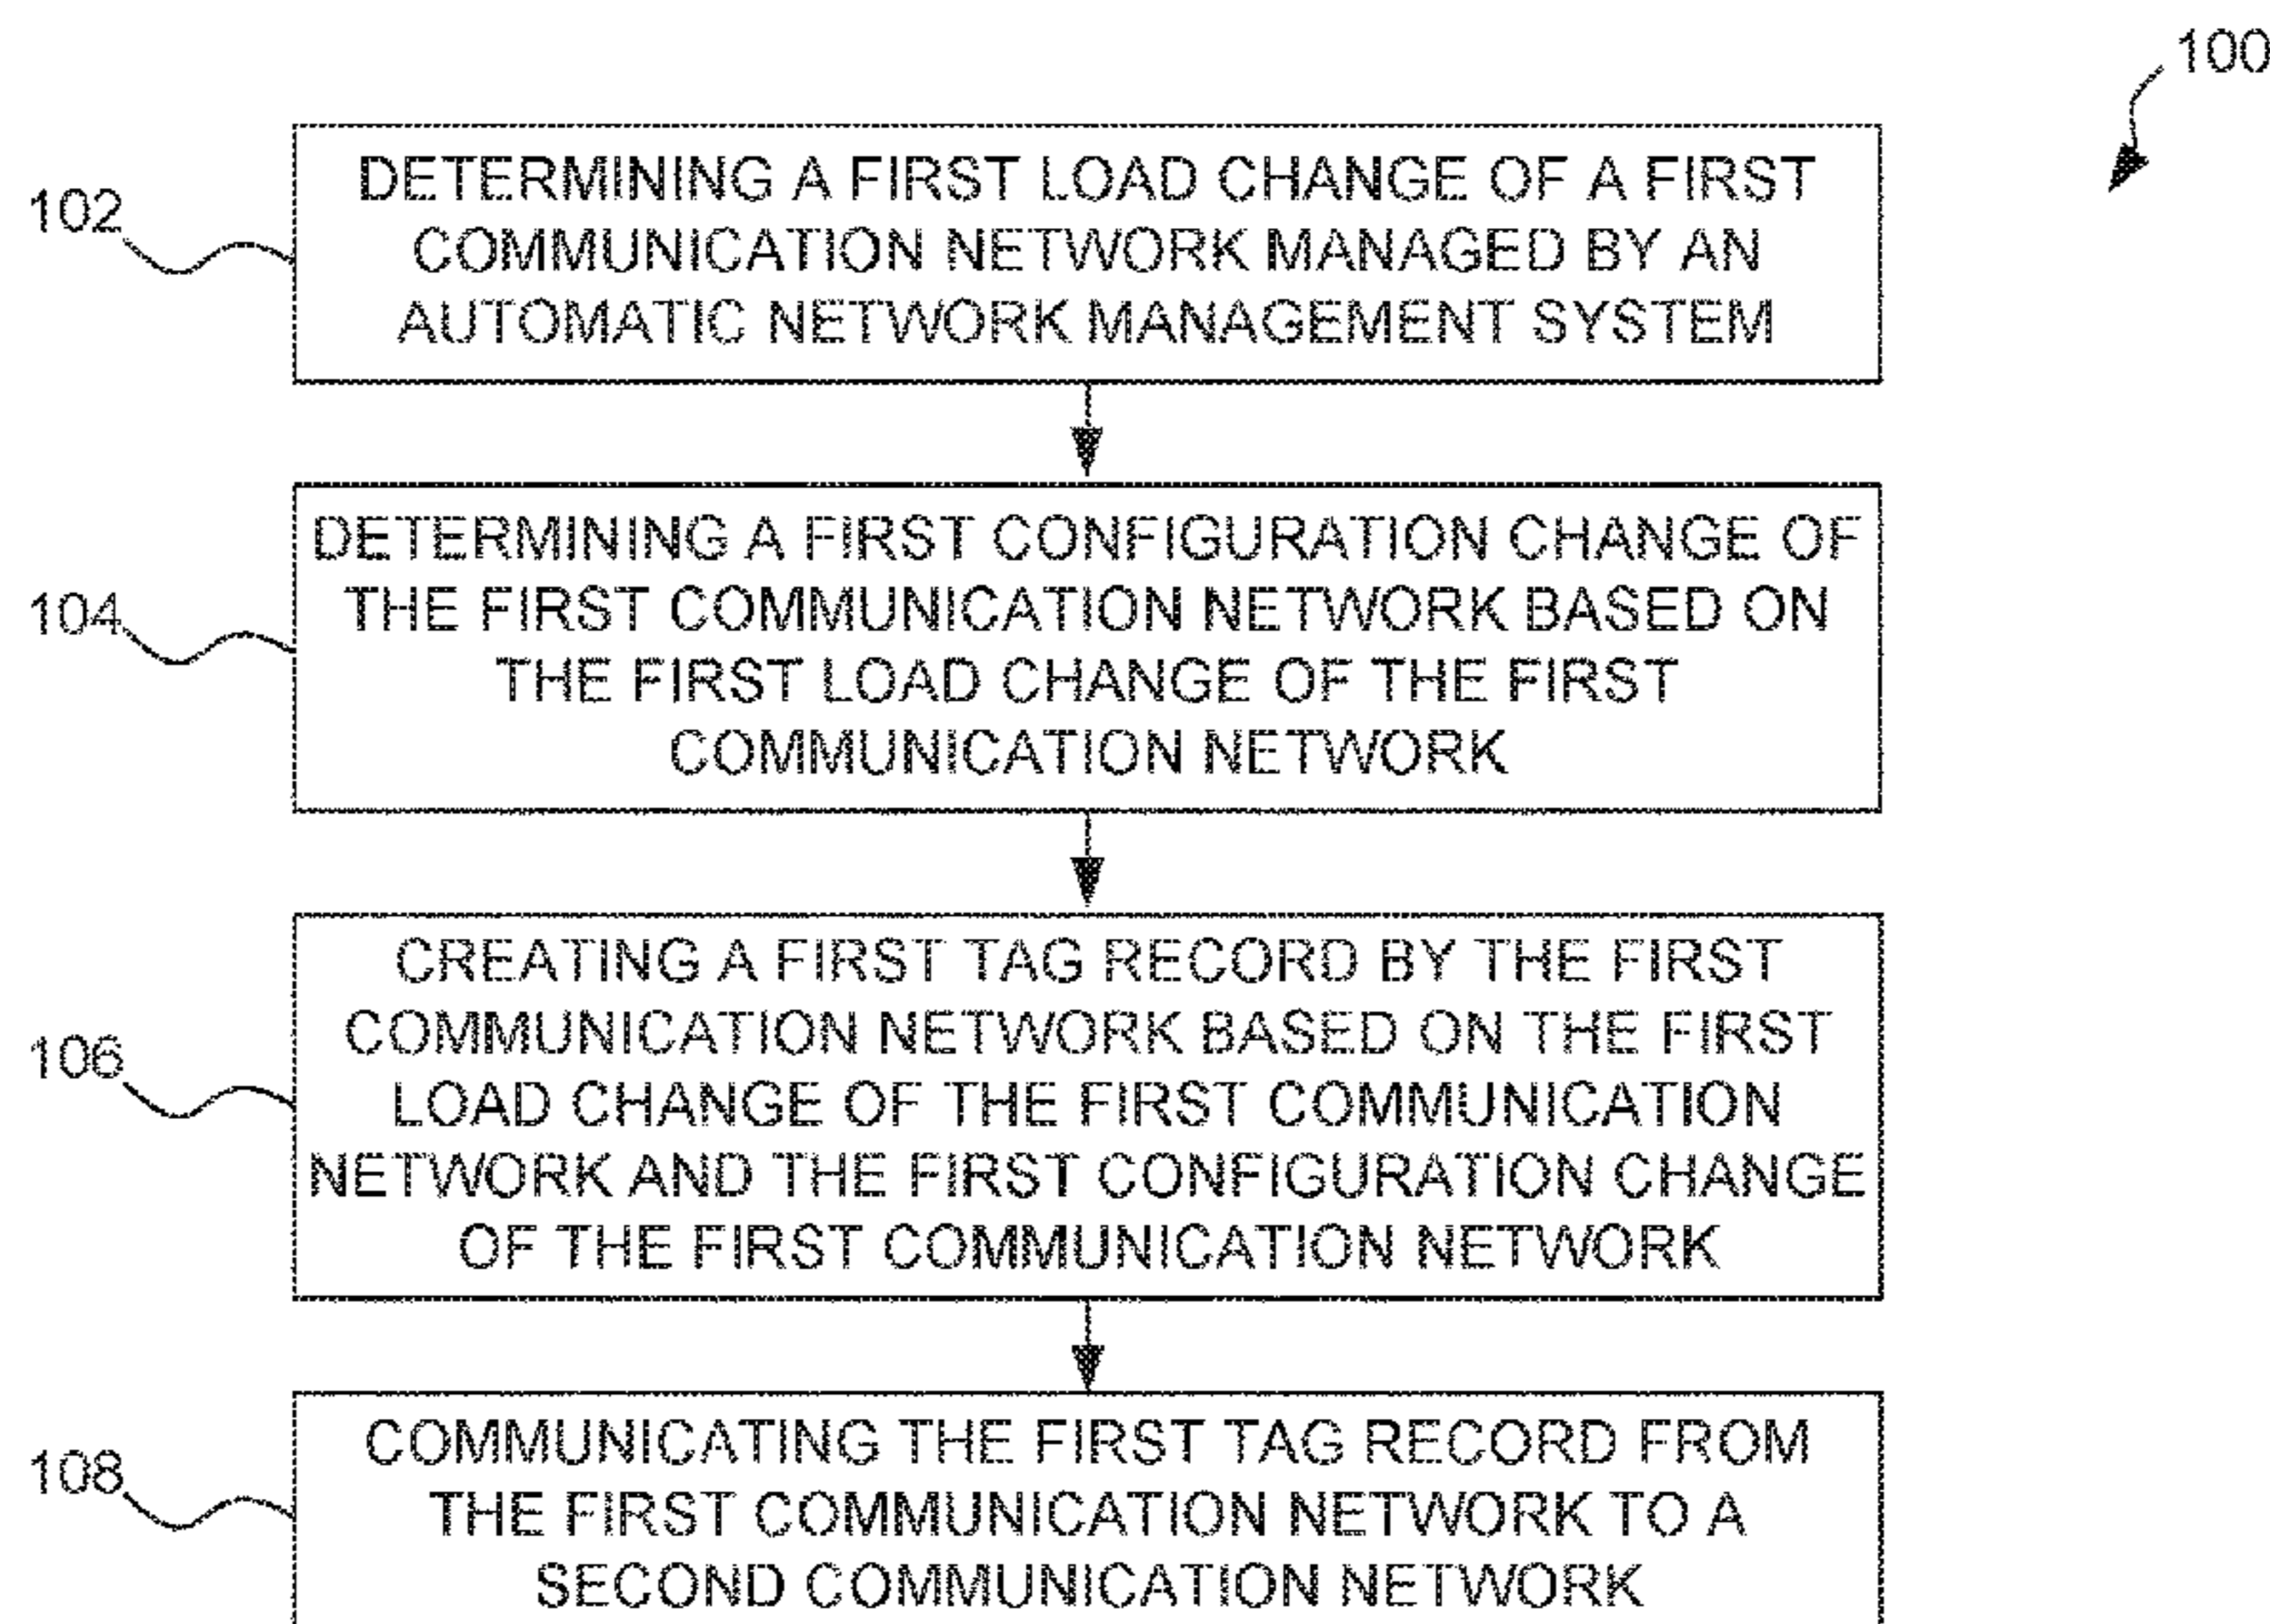 100
102
DETERMINING A FIRST LOAD CHANGE OF A FIRST
COMMUNICATION NETWORK MANAGED BY AN
AUTOMATIC NETWORK MANAGEMENT SYSTEM
104
DETERMINING A FIRST CONFIGURATION CHANGE OF
THE FIRST COMMUNICATION NETWORK BASED ON
THE FIRST LOAD CHANGE OF THE FIRST
COMMUNICATION NETWORK
106
CREATING A FIRST TAG RECORD BY THE FIRST
COMMUNICATION NETWORK BASED ON THE FIRST
LOAD CHANGE OF THE FIRST COMMUNICATION
NETWORK AND THE FIRST CONFIGURATION CHANGE
OF THE FIRST COMMUNICATION NETWORK
108
COMMUNICATING THE FIRST TAG RECORD FROM
THE FIRST COMMUNICATION NETWORK TO A
SECOND COMMUNICATION NETWORK